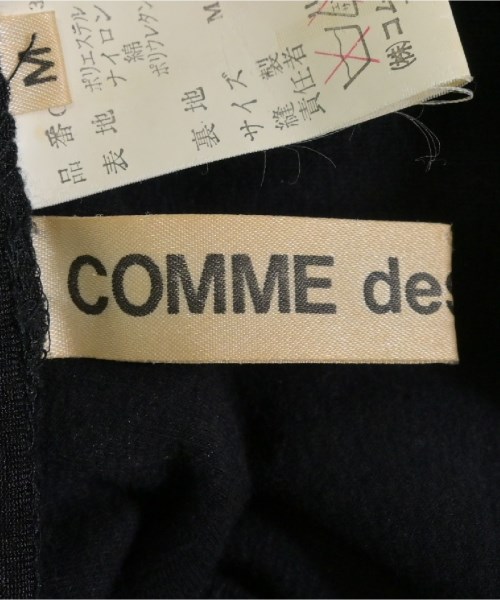 M
ポリエステル
ナイロン
綿
ポリウレタン
品番
表地
裏地
サイズ M
縫製
責任者
㈱コム
COMME des